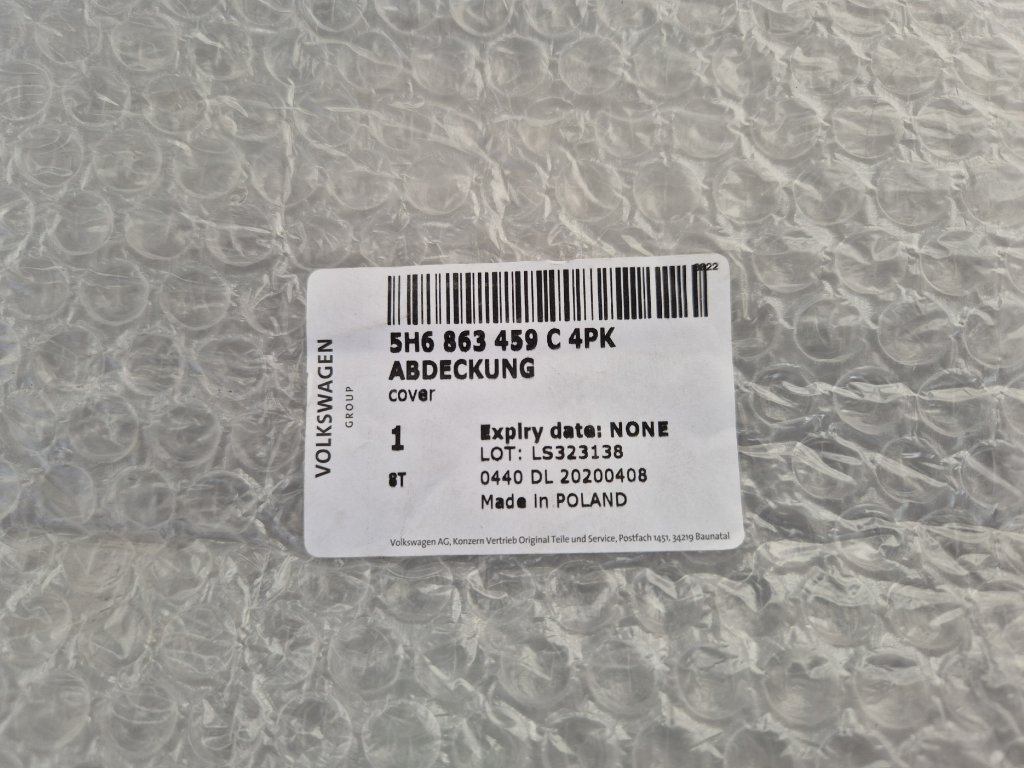 5H6 863 459 C 4PK
ABDECKUNG
cover
VOLKSWAGEN
GROUP
1
Expiry date: NONE
LOT: LS323138
8T
0440 DL 20200408
Made in POLAND
Volkswagen AG, Konzern Vertrieb Original Teile und Service, Postfach 1451, 34219 Baunatal